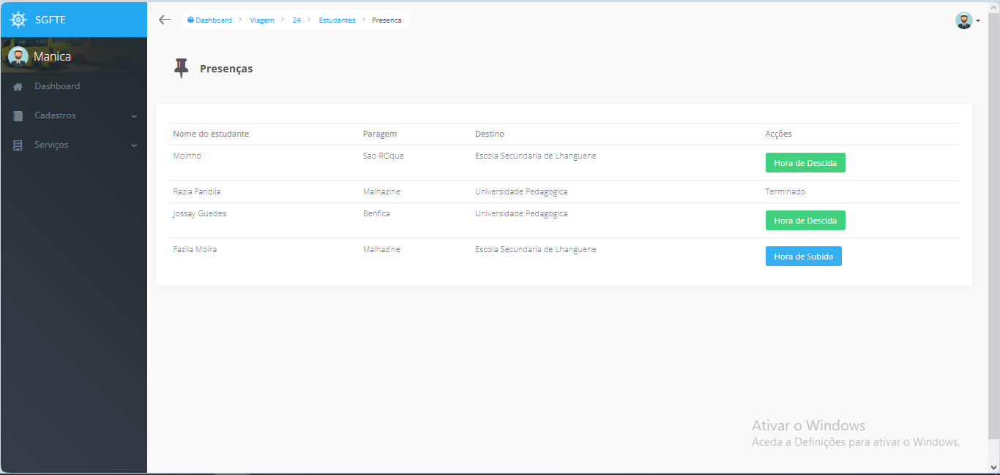 SGFTE
Dashboard Viagem 24 Estudantes Presenca
Manica
Dashboard
Cadastros
Serviços
Presenças
Nome do estudante Paragem Destino Acções
Moinho Sao ROque Escola Secundaria de Lhanguene Hora de Descida
Razia Fandila Malhazine Universidade Pedagogica Terminado
Jossay Guedes Benfica Universidade Pedagogica Hora de Descida
Fazila Moira Malhazine Escola Secundaria de Lhanguene Hora de Subida
Ativar o Windows
Aceda a Definições para ativar o Windows.